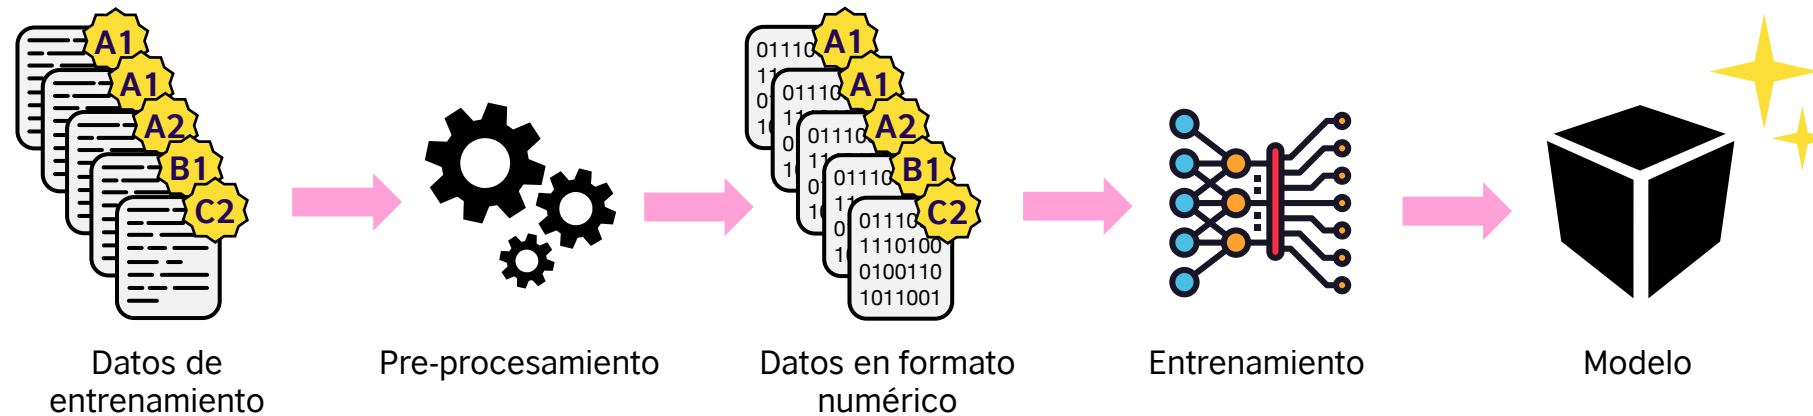 A1
A1
A2
B1
C2
01110
A1
01110
A1
01110
A2
01110
B1
01110
C2
1110100
0100110
1011001
Datos de
entrenamiento
Pre-procesamiento
Datos en formato
numérico
Entrenamiento
Modelo